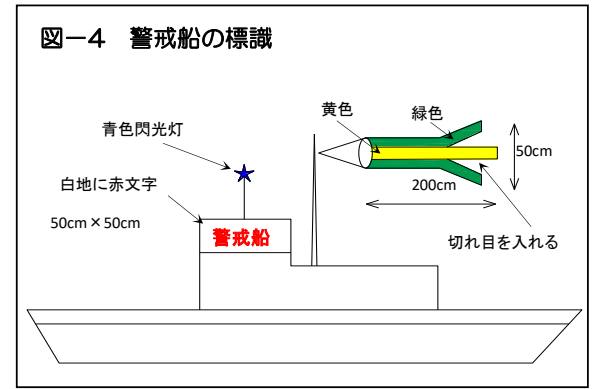 図－4　警戒船の標識
黄色
緑色
青色閃光灯
50cm
白地に赤文字
200cm
50cm×50cm
警戒船
切れ目を入れる